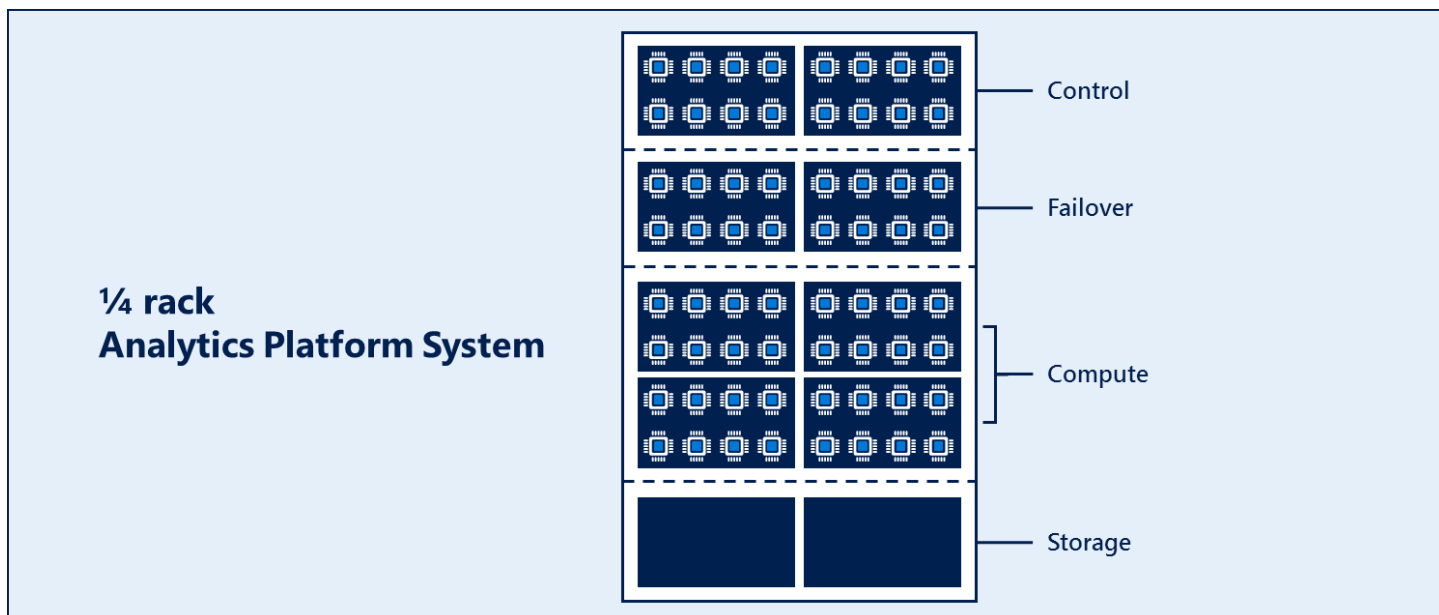 ¼ rack
Analytics Platform System
Control
Failover
Compute
Storage